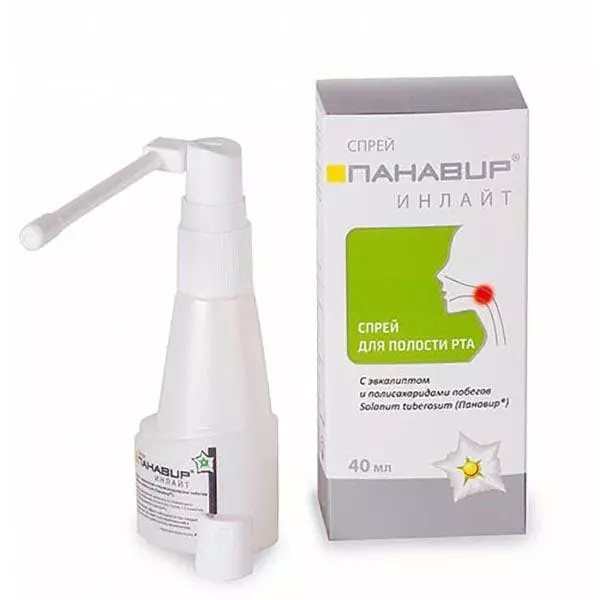 СПРЕЙ
ПАНАВИР®
ИНЛАЙТ
СПРЕЙ
ДЛЯ ПОЛОСТИ РТА
С эвкалиптом
и полисахаридами побегов
Solanum tuberosum (Панавир®)
40 мл
ПАНАВИР®
ИНЛАЙТ